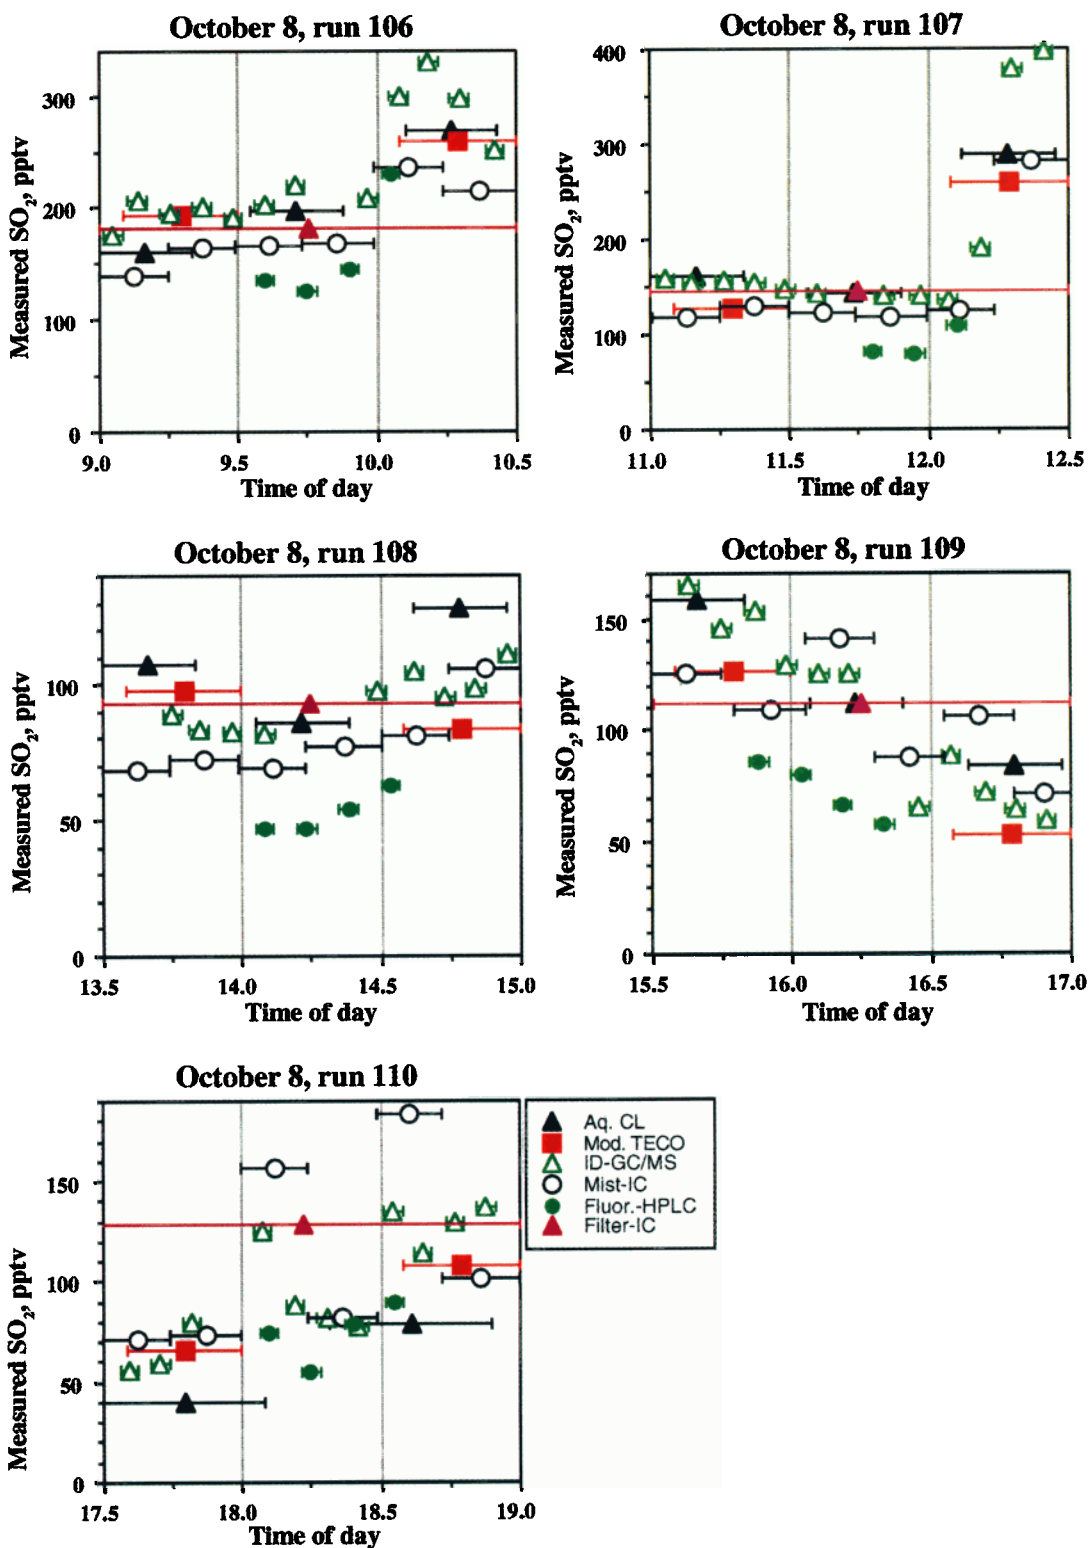 October 8, run 106
Measured SO2, pptv
300
200
100
0
9.0 9.5 10.0 10.5
Time of day
October 8, run 107
Measured SO2, pptv
400
300
200
100
0
11.0 11.5 12.0 12.5
Time of day
October 8, run 108
Measured SO2, pptv
100
50
0
13.5 14.0 14.5 15.0
Time of day
October 8, run 109
Measured SO2, pptv
150
100
50
0
15.5 16.0 16.5 17.0
Time of day
October 8, run 110
Measured SO2, pptv
150
100
50
0
17.5 18.0 18.5 19.0
Time of day
Aq. CL
Mod. TECO
ID-GC/MS
Mist-IC
Fluor.-HPLC
Filter-IC